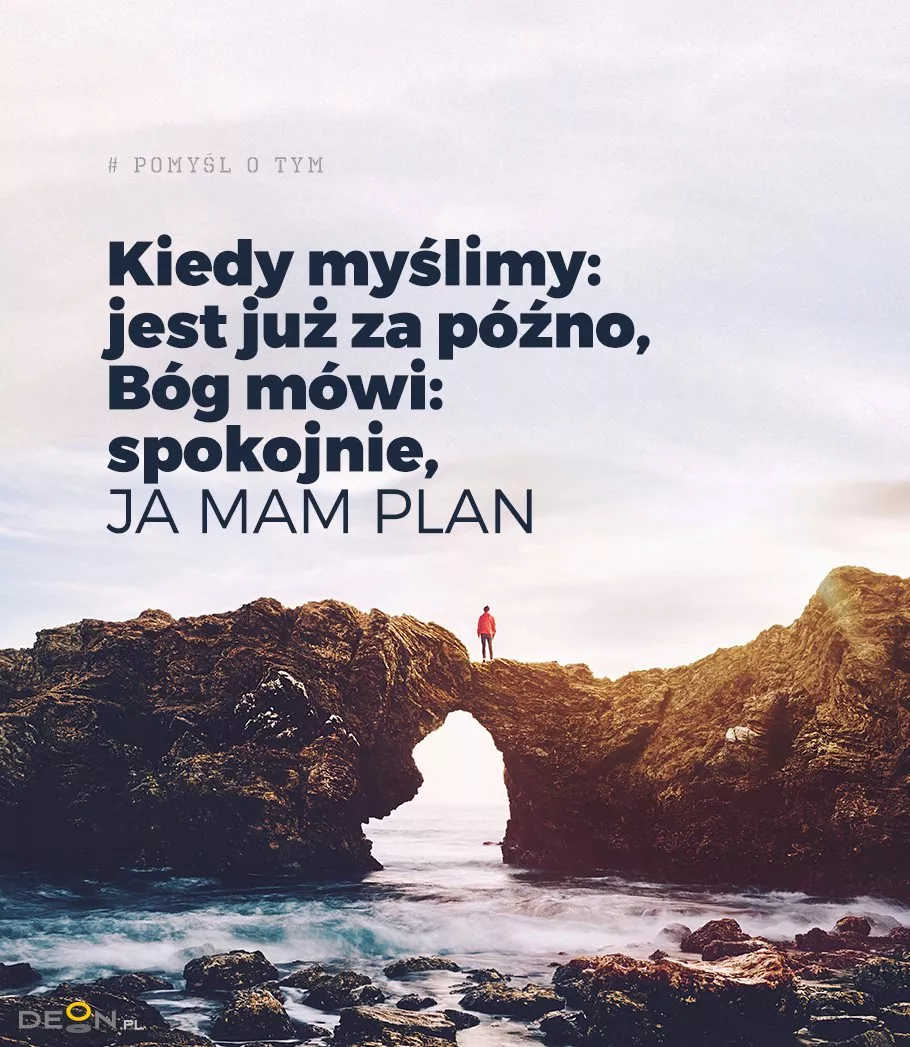 # POMYŚL O TYM
Kiedy myślimy:
jest już za późno,
Bóg mówi:
spokojnie,
JA MAM PLAN
DEON.PL